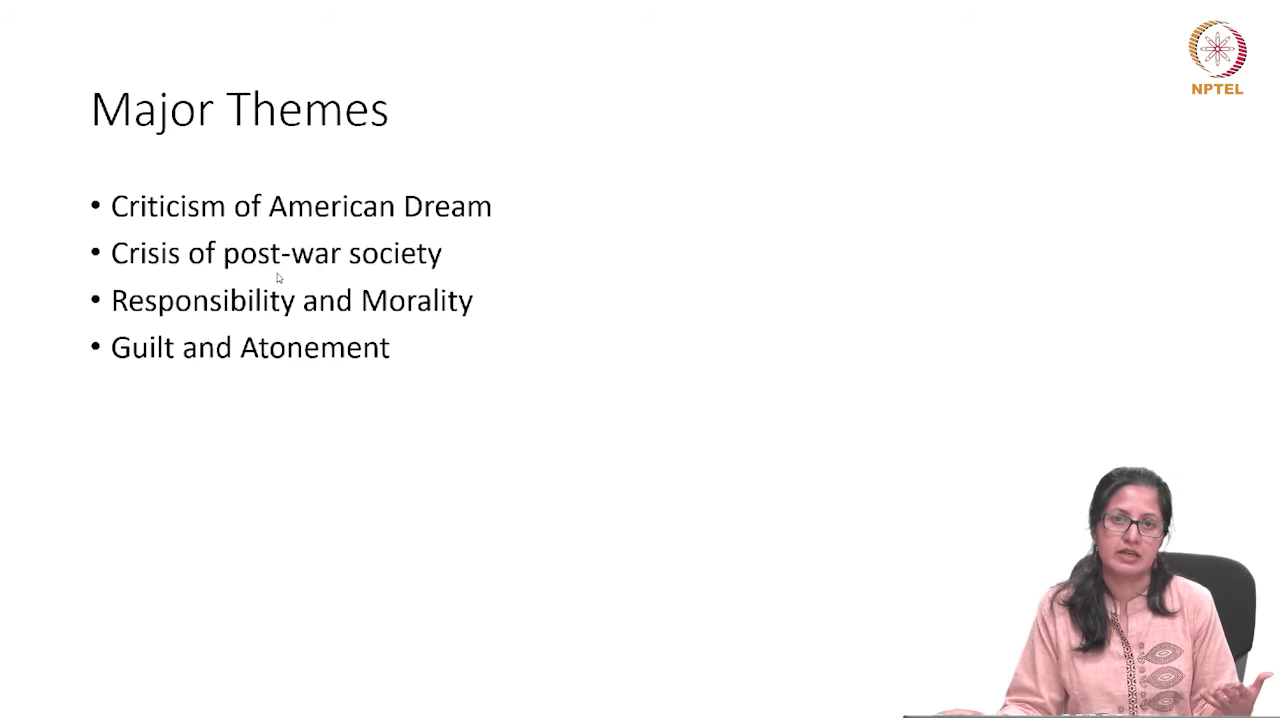 NPTEL
Major Themes
• Criticism of American Dream
• Crisis of post-war society
• Responsibility and Morality
• Guilt and Atonement